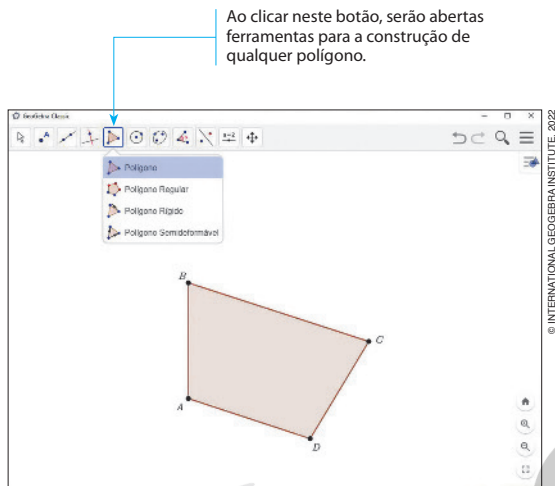 Ao clicar neste botão, serão abertas
ferramentas para a construção de
qualquer polígono.
GeoGebra Classic
A
a=2
Polígono
Polígono Regular
Polígono Rígido
Polígono Semideformável
B
C
A
D
© INTERNATIONAL GEOGEBRA INSTITUTE, 2022